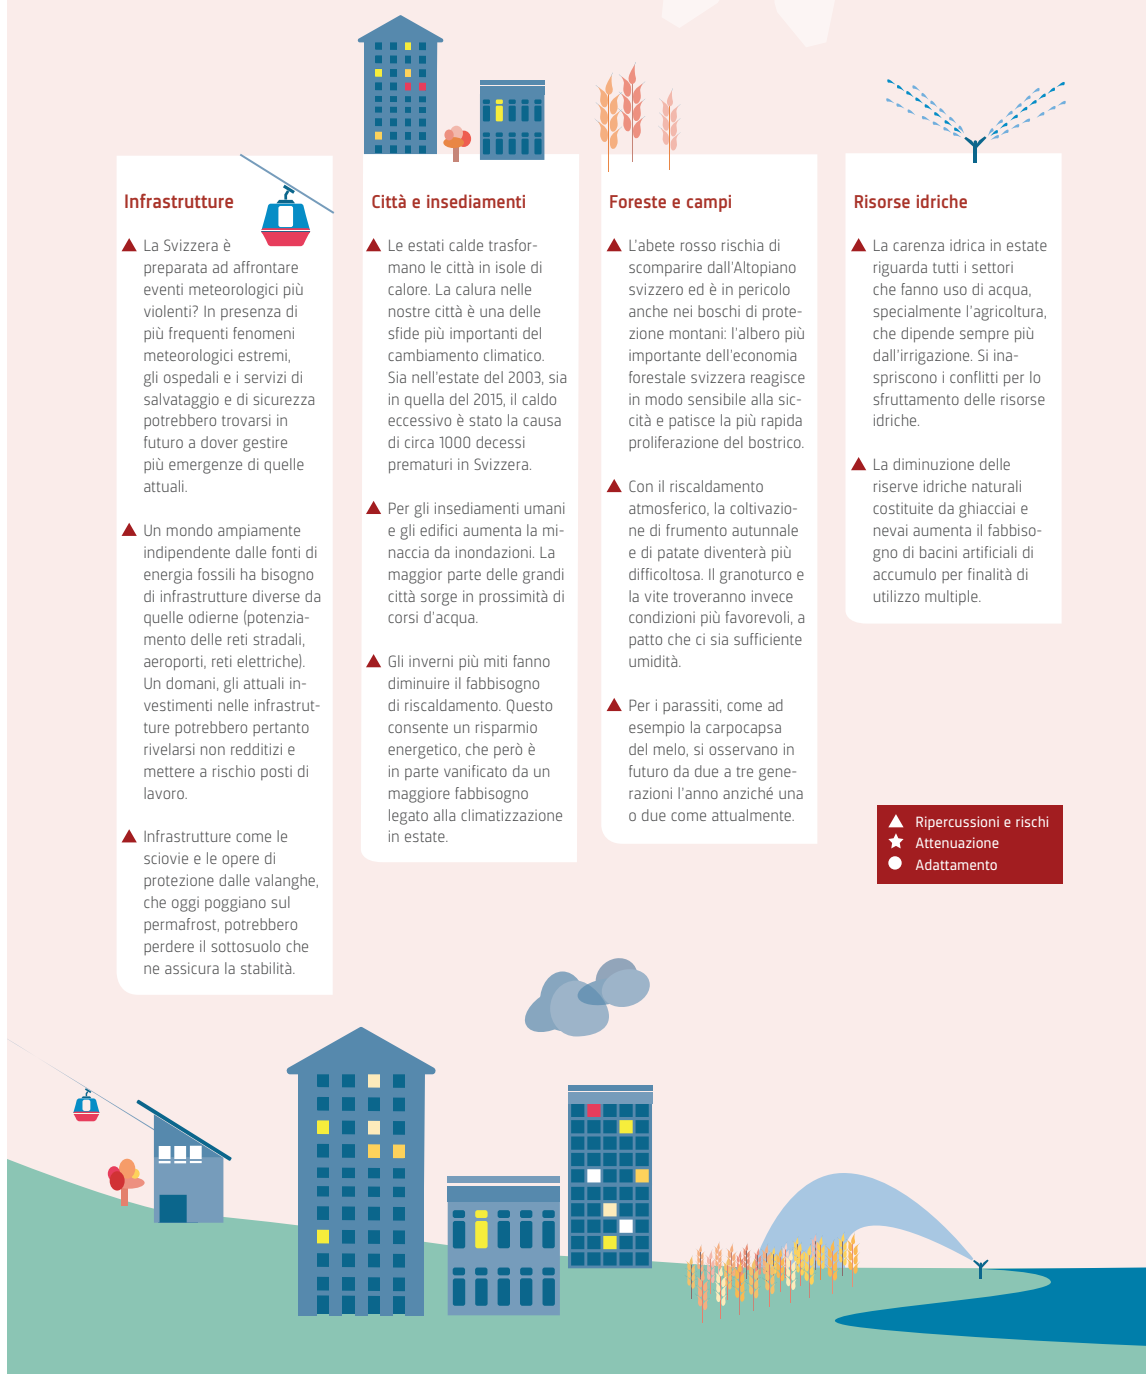 Infrastrutture
La Svizzera è
preparata ad affrontare
eventi meteorologici più
violenti? In presenza di
più frequenti fenomeni
meteorologici estremi,
gli ospedali e i servizi di
salvataggio e di sicurezza
potrebbero trovarsi in
futuro a dover gestire
più emergenze di quelle
attuali.
Un mondo ampiamente
indipendente dalle fonti di
energia fossili ha bisogno
di infrastrutture diverse da
quelle odierne (potenzia-
mento delle reti stradali,
aeroporti, reti elettriche).
Un domani, gli attuali in-
vestimenti nelle infrastrut-
ture potrebbero pertanto
rivelarsi non redditizi e
mettere a rischio posti di
lavoro.
Infrastrutture come le
sciovie e le opere di
protezione dalle valanghe,
che oggi poggiano sul
permafrost, potrebbero
perdere il sottosuolo che
ne assicura la stabilità.
Città e insediamenti
Le estati calde trasfor-
mano le città in isole di
calore. La calura nelle
nostre città è una delle
sfide più importanti del
cambiamento climatico.
Sia nell'estate del 2003, sia
in quella del 2015, il caldo
eccessivo è stato la causa
di circa 1000 decessi
prematuri in Svizzera.
Per gli insediamenti umani
e gli edifici aumenta la mi-
naccia da inondazioni. La
maggior parte delle grandi
città sorge in prossimità di
corsi d'acqua.
Gli inverni più miti fanno
diminuire il fabbisogno
di riscaldamento. Questo
consente un risparmio
energetico, che però è
in parte vanificato da un
maggiore fabbisogno
legato alla climatizzazione
in estate.
Foreste e campi
L'abete rosso rischia di
scomparire dall'Altopiano
svizzero ed è in pericolo
anche nei boschi di prote-
zione montani: l'albero più
importante dell'economia
forestale svizzera reagisce
in modo sensibile alla sic-
cità e patisce la più rapida
proliferazione del bostrico.
Con il riscaldamento
atmosferico, la coltivazio-
ne di frumento autunnale
e di patate diventerà più
difficoltosa. Il granoturco e
la vite troveranno invece
condizioni più favorevoli, a
patto che ci sia sufficiente
umidità.
Per i parassiti, come ad
esempio la carpocapsa
del melo, si osservano in
futuro da due a tre gene-
razioni l'anno anziché una
o due come attualmente.
Risorse idriche
La carenza idrica in estate
riguarda tutti i settori
che fanno uso di acqua,
specialmente l'agricoltura,
che dipende sempre più
dall'irrigazione. Si ina-
spriscono i conflitti per lo
sfruttamento delle risorse
idriche.
La diminuzione delle
riserve idriche naturali
costituite da ghiacciai e
nevai aumenta il fabbiso-
gno di bacini artificiali di
accumulo per finalità di
utilizzo multiple.
Ripercussioni e rischi
Attenuazione
Adattamento